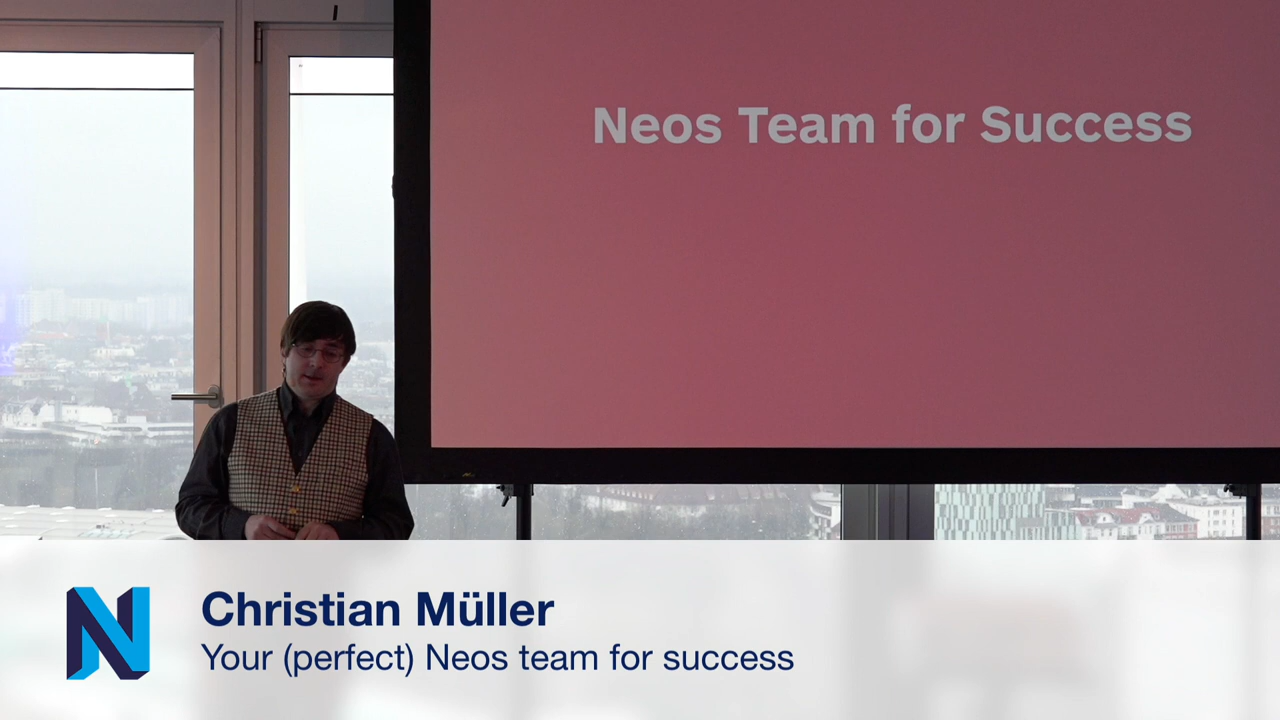 Neos Team for Success
Christian Müller
Your (perfect) Neos team for success